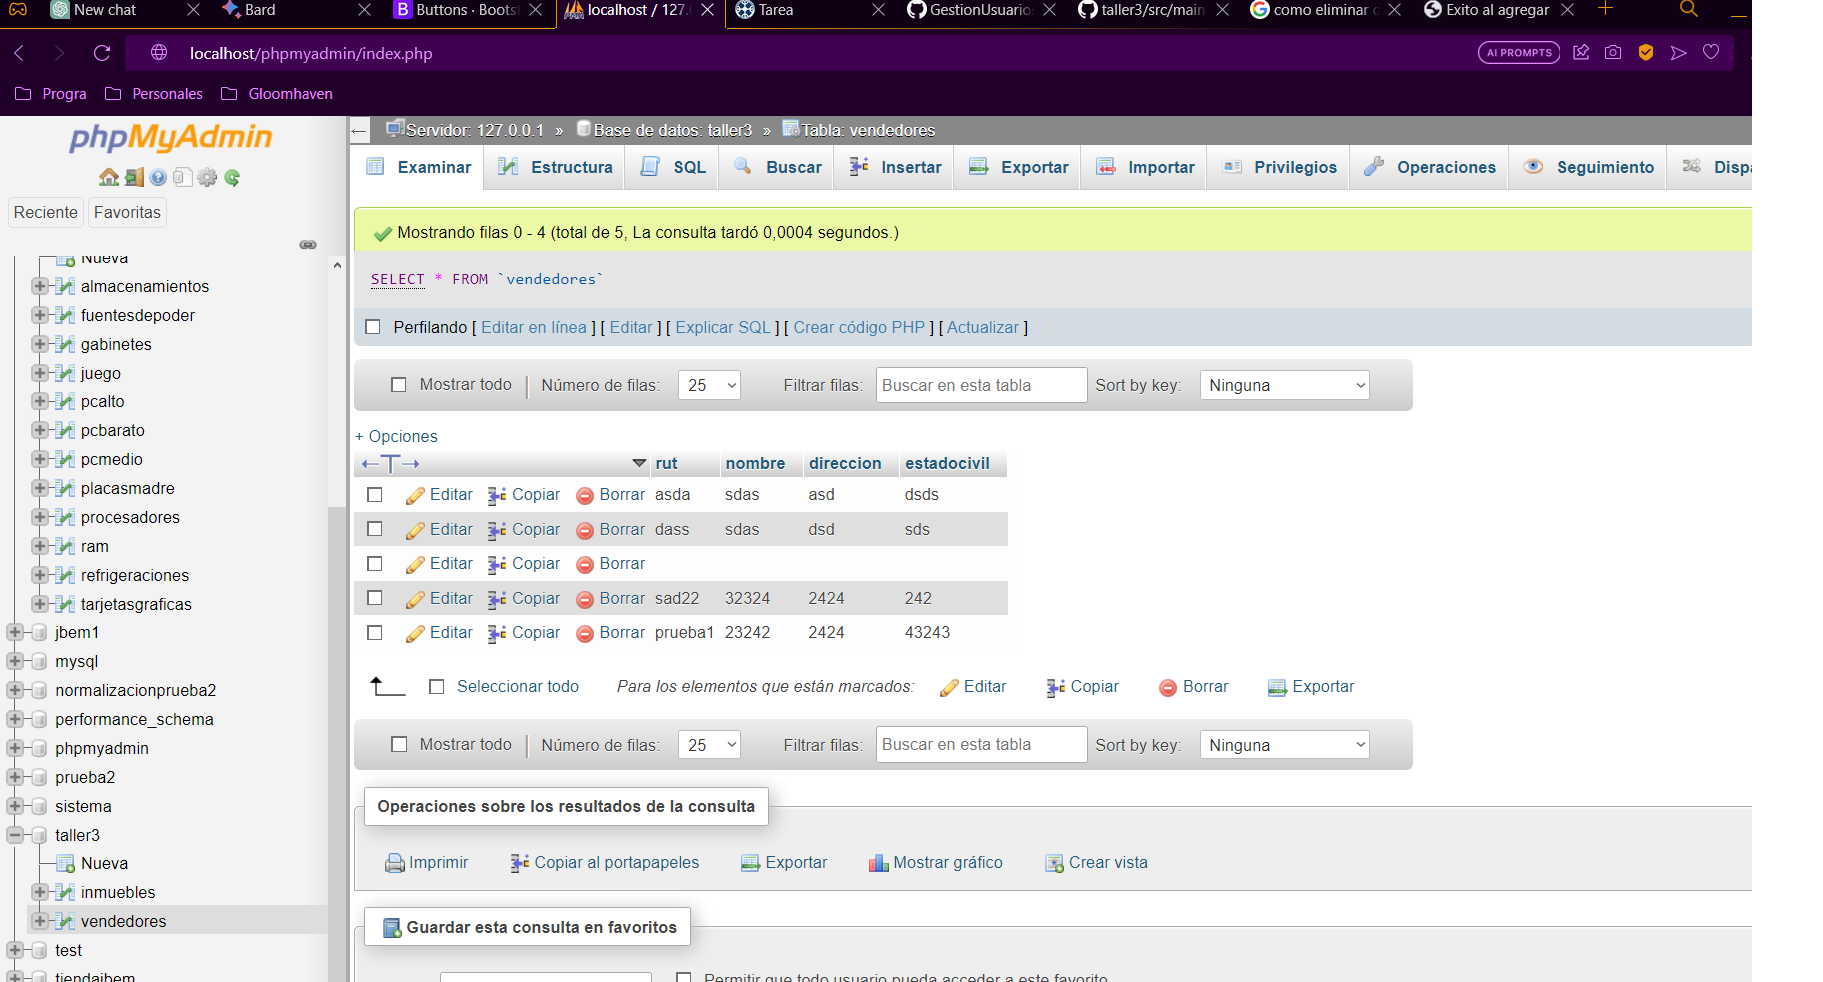 New chat
Bard
Buttons · Boots
localhost / 127.
Tarea
GestionUsuario
taller3/src/main
como eliminar
Exito al agregar
localhost/phpmyadmin/index.php
AI PROMPTS
Progra
Personales
Gloomhaven
phpMyAdmin
Reciente
Favoritas
Nueva
almacenamientos
fuentesdepoder
gabinetes
juego
pcalto
pcbarato
pcmedio
placasmadre
procesadores
ram
refrigeraciones
tarjetasgraficas
jbem1
mysql
normalizacionprueba2
performance_schema
phpmyadmin
prueba2
sistema
taller3
Nueva
inmuebles
vendedores
test
tiendajbem
Servidor: 127.0.0.1 » Base de datos: taller3 » Tabla: vendedores
Examinar Estructura SQL Buscar Insertar Exportar Importar Privilegios Operaciones Seguimiento Dispa
Mostrando filas 0 - 4 (total de 5, La consulta tardó 0,0004 segundos.)
SELECT * FROM `vendedores`
Perfilando [ Editar en línea ] [ Editar ] [ Explicar SQL ] [ Crear código PHP ] [ Actualizar ]
Mostrar todo | Número de filas: 25 Filtrar filas: Buscar en esta tabla Sort by key: Ninguna
+ Opciones
←T→ rut nombre direccion estadocivil
Editar Copiar Borrar asda sdas asd dsds
Editar Copiar Borrar dass sdas dsd sds
Editar Copiar Borrar
Editar Copiar Borrar sad22 32324 2424 242
Editar Copiar Borrar prueba1 23242 2424 43243
Seleccionar todo Para los elementos que están marcados: Editar Copiar Borrar Exportar
Mostrar todo | Número de filas: 25 Filtrar filas: Buscar en esta tabla Sort by key: Ninguna
Operaciones sobre los resultados de la consulta
Imprimir Copiar al portapapeles Exportar Mostrar gráfico Crear vista
Guardar esta consulta en favoritos
Permitir que todo usuario pueda acceder a este favorito